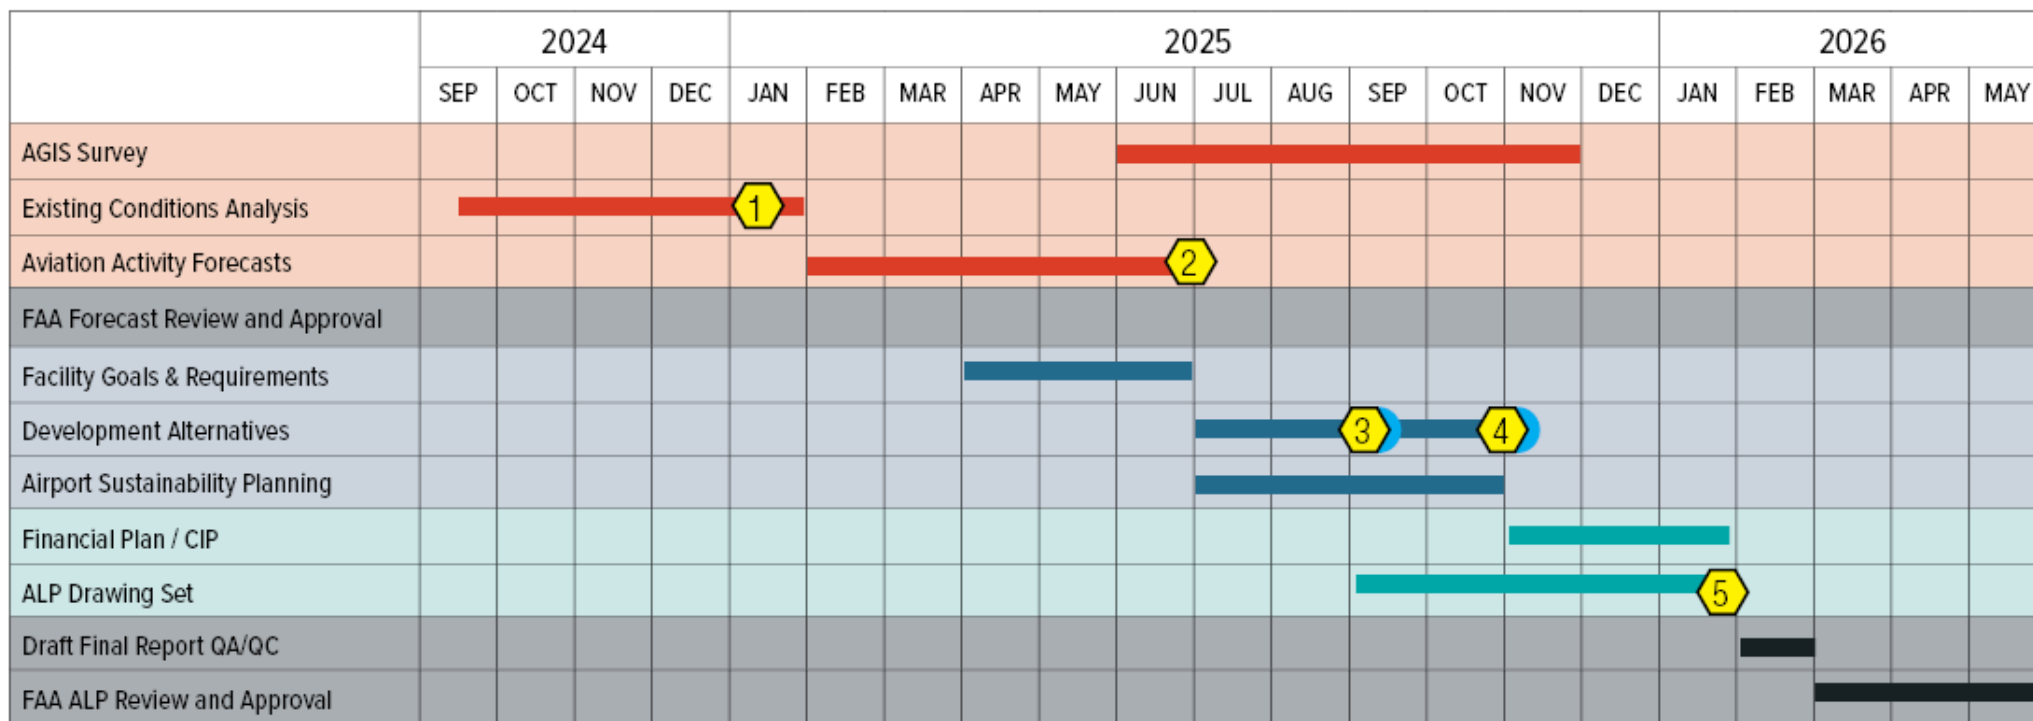 2024 2025 2026
SEP OCT NOV DEC JAN FEB MAR APR MAY JUN JUL AUG SEP OCT NOV DEC JAN FEB MAR APR MAY
AGIS Survey
Existing Conditions Analysis 1
Aviation Activity Forecasts 2
FAA Forecast Review and Approval
Facility Goals & Requirements
Development Alternatives 3 4
Airport Sustainability Planning
Financial Plan / CIP
ALP Drawing Set 5
Draft Final Report QA/QC
FAA ALP Review and Approval